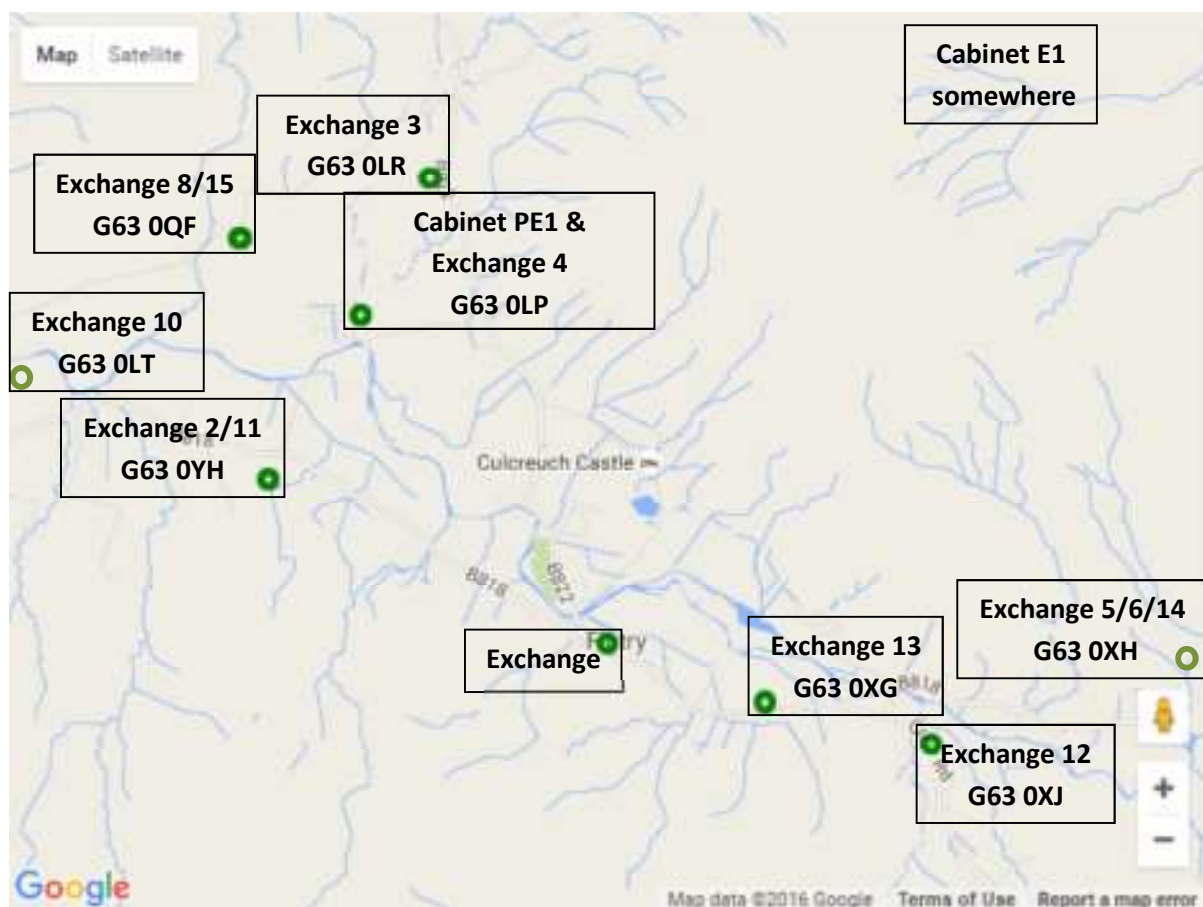 Map Satellite
Cabinet E1
somewhere
Exchange 3
G63 0LR
Exchange 8/15
G63 0QF
Cabinet PE1 &
Exchange 4
G63 0LP
Exchange 10
G63 0LT
Exchange 2/11
G63 0YH
Culcreuch Castle
B818
B822
Exchange 5/6/14
G63 0XH
Exchange
Exchange 13
G63 0XG
B818
Exchange 12
G63 0XJ
Google
Map data ©2016 Google Terms of Use Report a map error